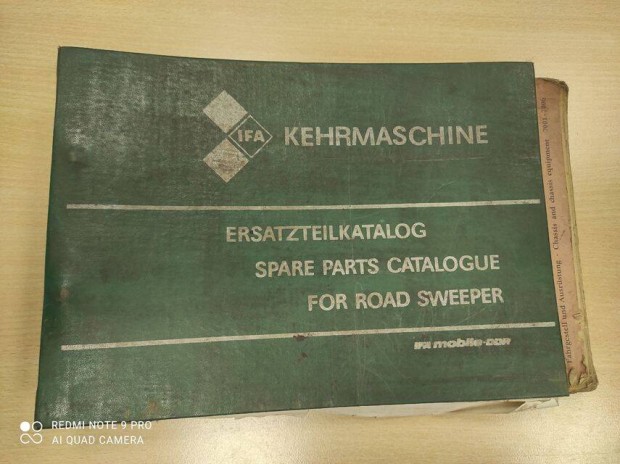 IFA
KEHRMASCHINE
ERSATZTEILKATALOG
SPARE PARTS CATALOGUE
FOR ROAD SWEEPER
IFA mobile-DDR
Fahrgestell und Ausrüstung - Chassis and chassis equipment
REDMI NOTE 9 PRO
AI QUAD CAMERA